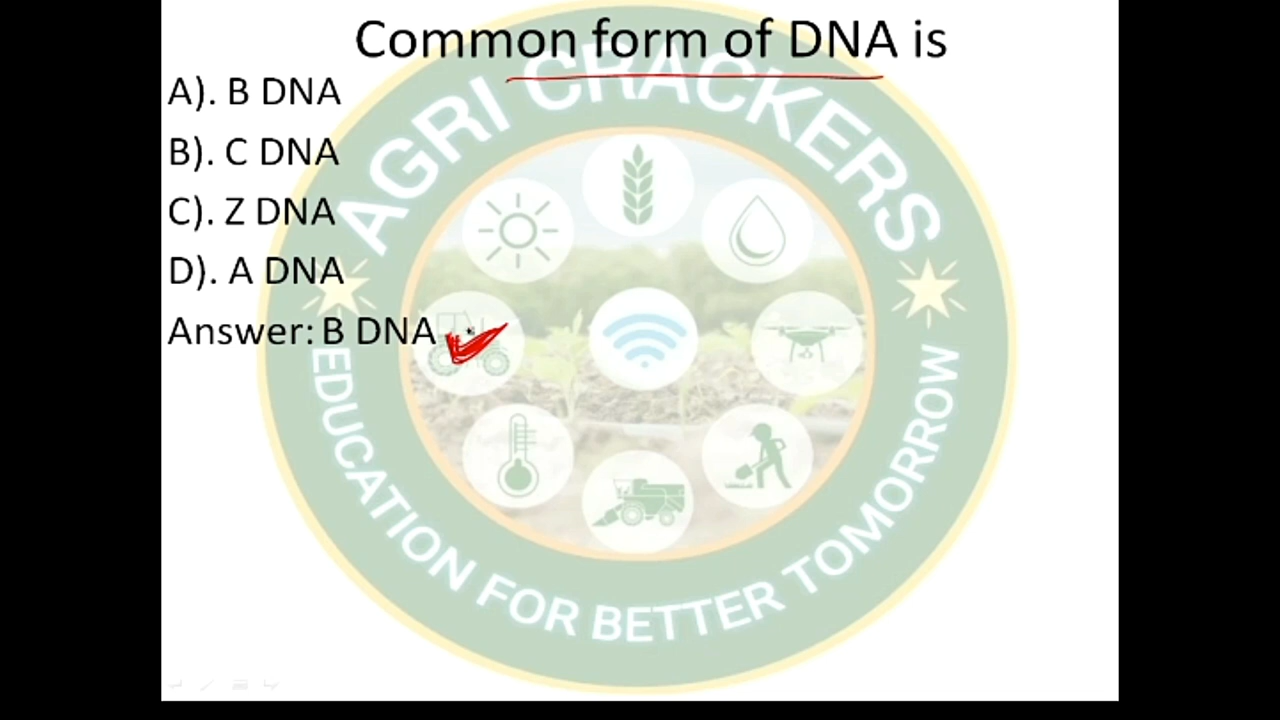 Common form of DNA is
A). B DNA
B). C DNA
C). Z DNA
D). A DNA
Answer: B DNA
AGRI CRACKERS
EDUCATION FOR BETTER TOMORROW